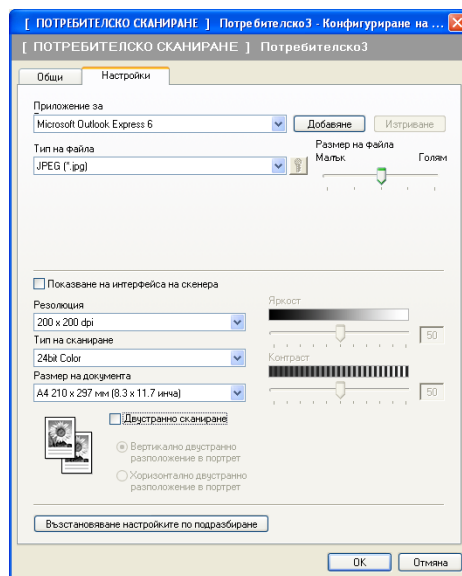 [ ПОТРЕБИТЕЛСКО СКАНИРАНЕ ]  Потребителско3 - Конфигуриране на ...
[ ПОТРЕБИТЕЛСКО СКАНИРАНЕ ]  Потребителско3
Общи
Настройки
Приложение за
Microsoft Outlook Express 6
Добавяне
Изтриване
Тип на файла
JPEG (*.jpg)
Размер на файла
Малък
Голям
Показване на интерфейса на скенера
Резолюция
200 x 200 dpi
Тип на сканиране
24bit Color
Размер на документа
A4 210 x 297 мм (8.3 x 11.7 инча)
Яркост
50
Контраст
50
Двустранно сканиране
Вертикално двустранно
разположение в портрет
Хоризонтално двустранно
разположение в портрет
Възстановяване настройките по подразбиране
OK
Отмяна